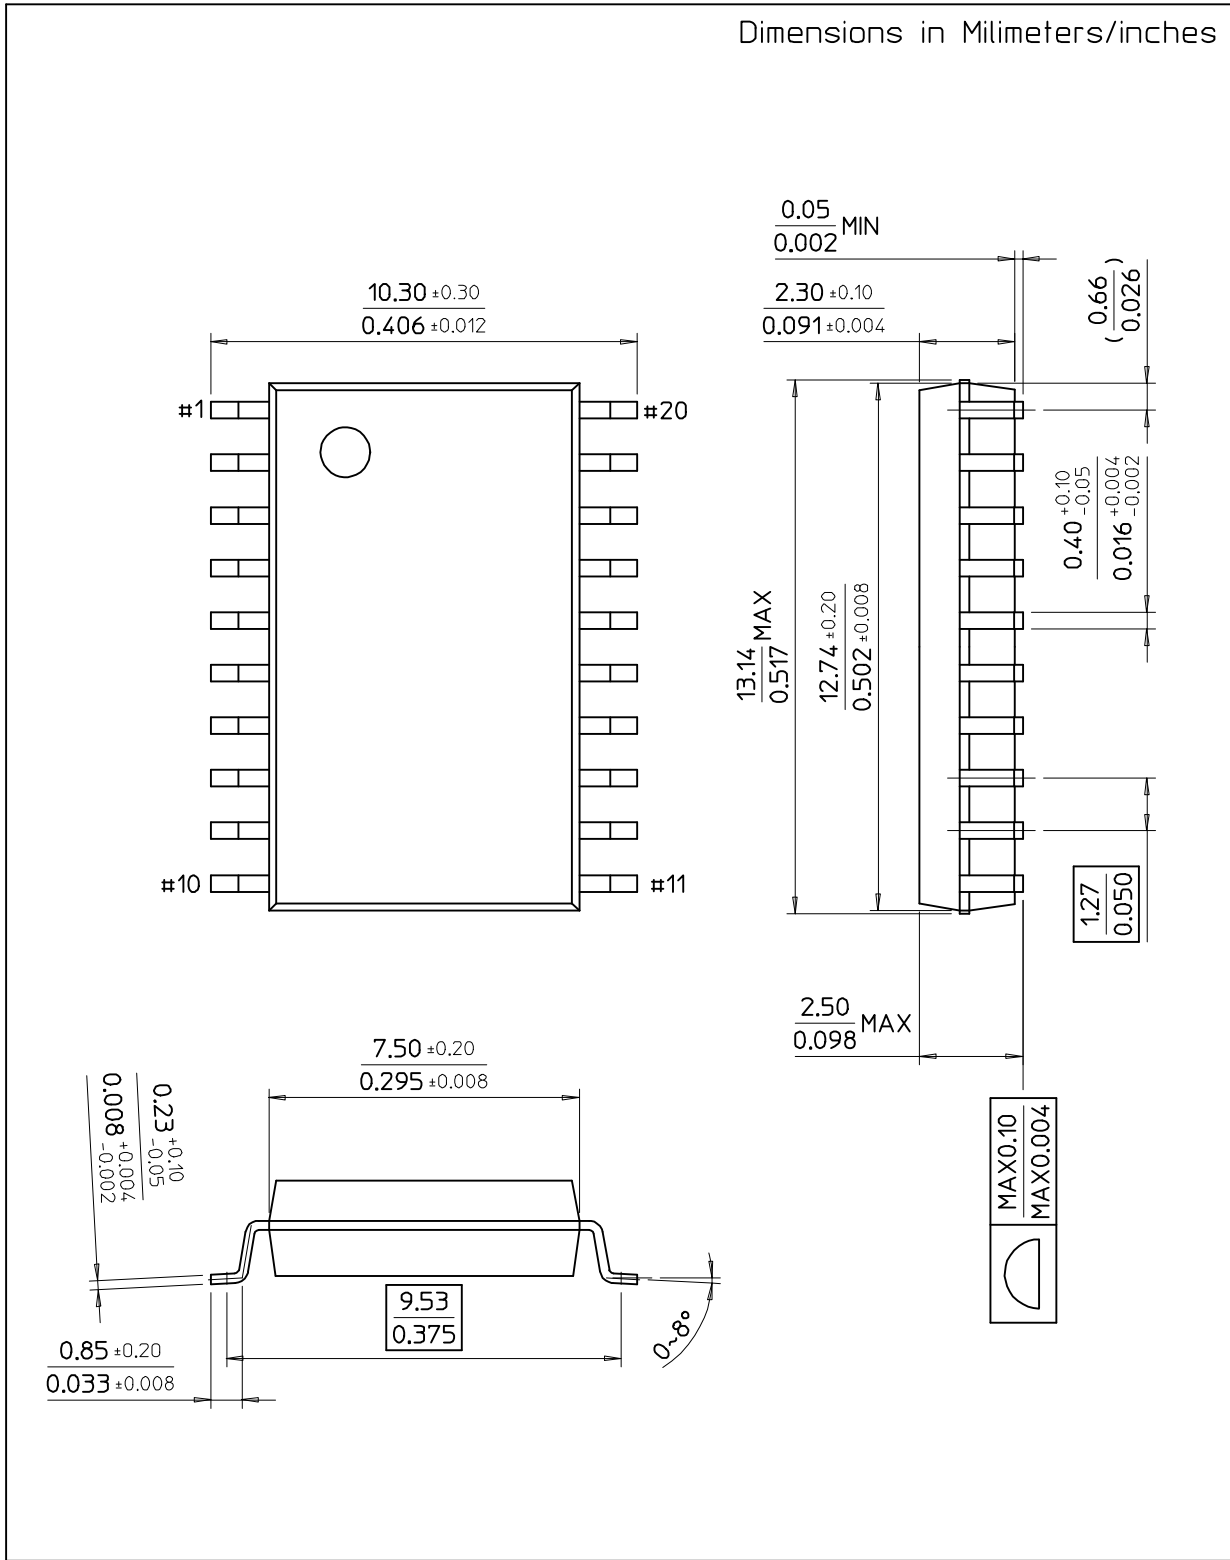 Dimensions in Milimeters/inches
0.05
0.002 MIN
10.30 ±0.30
0.406 ±0.012
2.30 ±0.10
0.091 ±0.004
( 0.66 )
0.026
#1
#20
0.40 +0.10 -0.05
0.016 +0.004 -0.002
13.14 MAX
0.517
12.74 ±0.20
0.502 ±0.008
#10
#11
1.27
0.050
2.50
0.098 MAX
7.50 ±0.20
0.295 ±0.008
0.23 +0.10 -0.05
0.008 +0.004 -0.002
MAX0.10
MAX0.004
9.53
0.375
0~8°
0.85 ±0.20
0.033 ±0.008